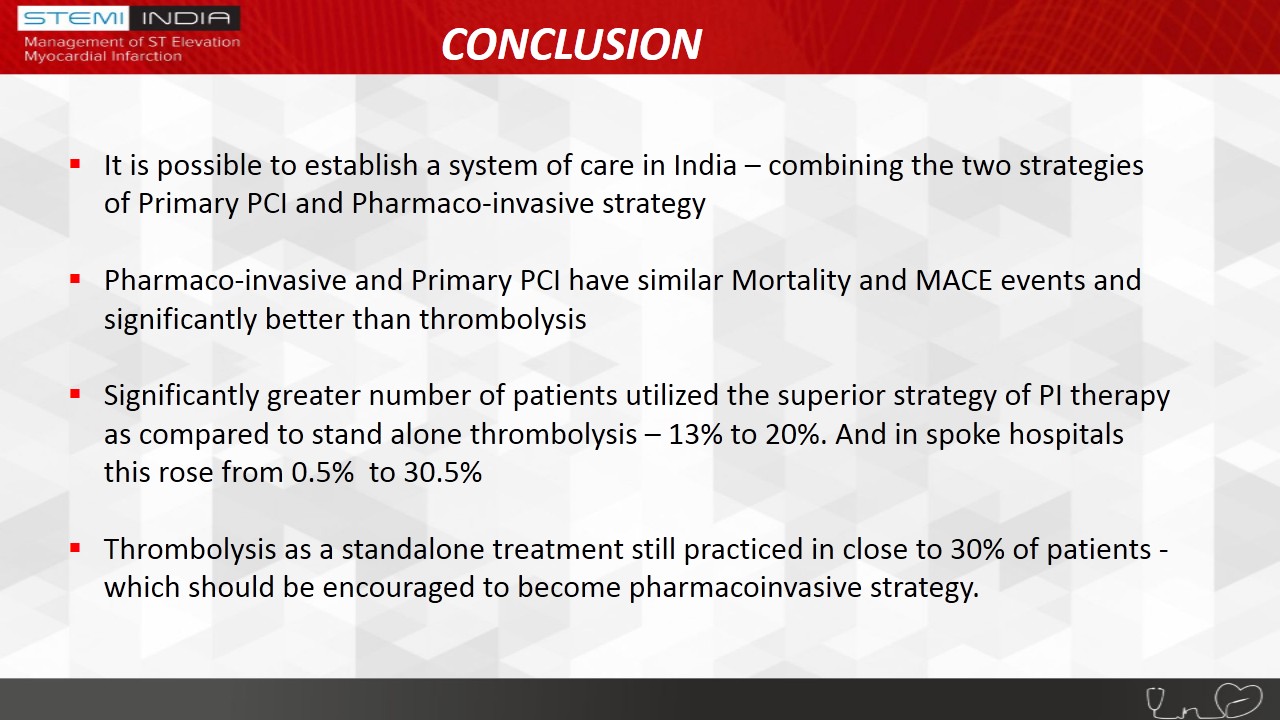 STEMI INDIA
Management of ST Elevation
Myocardial Infarction
CONCLUSION
▪ It is possible to establish a system of care in India – combining the two strategies
of Primary PCI and Pharmaco-invasive strategy
▪ Pharmaco-invasive and Primary PCI have similar Mortality and MACE events and
significantly better than thrombolysis
▪ Significantly greater number of patients utilized the superior strategy of PI therapy
as compared to stand alone thrombolysis – 13% to 20%. And in spoke hospitals
this rose from 0.5%  to 30.5%
▪ Thrombolysis as a standalone treatment still practiced in close to 30% of patients -
which should be encouraged to become pharmacoinvasive strategy.